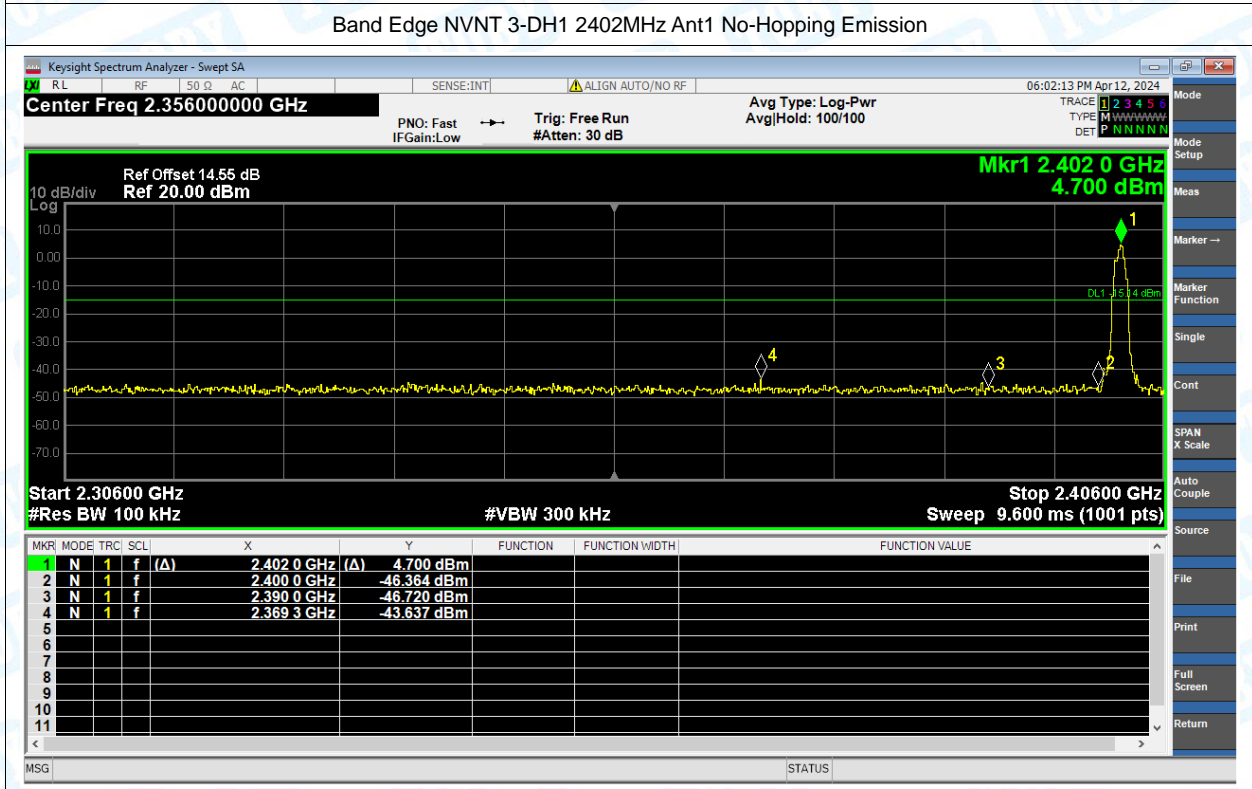 Band Edge NVNT 3-DH1 2402MHz Ant1 No-Hopping Emission
Keysight Spectrum Analyzer - Swept SA
LXI RL RF 50 Ω AC SENSE:INT ALIGN AUTO/NO RF 06:02:13 PM Apr 12, 2024
Center Freq 2.356000000 GHz Avg Type: Log-Pwr TRACE 1 2 3 4 5 6
PNO: Fast Trig: Free Run Avg|Hold: 100/100 TYPE M WWWWW
IFGain:Low #Atten: 30 dB DET P N N N N N
Mkr1 2.402 0 GHz
Ref Offset 14.55 dB
10 dB/div Ref 20.00 dBm 4.700 dBm
Log
10.0
0.00
-10.0
DL1 -15.14 dBm
-20.0
-30.0
-40.0
-50.0
-60.0
-70.0
1
2
3
4
Start 2.30600 GHz Stop 2.40600 GHz
#Res BW 100 kHz #VBW 300 kHz Sweep 9.600 ms (1001 pts)
MKR MODE TRC SCL X Y FUNCTION FUNCTION WIDTH FUNCTION VALUE
1 N 1 f (Δ) 2.402 0 GHz (Δ) 4.700 dBm
2 N 1 f 2.400 0 GHz -46.364 dBm
3 N 1 f 2.390 0 GHz -46.720 dBm
4 N 1 f 2.369 3 GHz -43.637 dBm
5
6
7
8
9
10
11
MSG STATUS
Mode
Mode Setup
Meas
Marker→
Marker Function
Single
Cont
SPAN X Scale
Auto Couple
Source
File
Print
Full Screen
Return